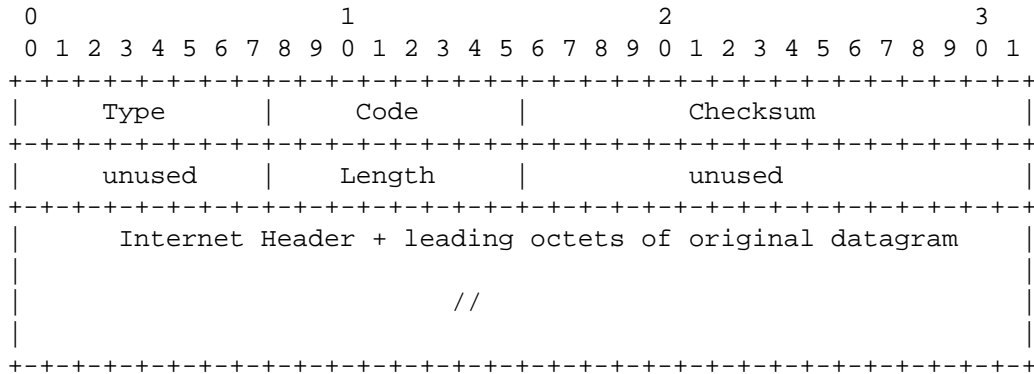 0                   1                   2                   3
 0 1 2 3 4 5 6 7 8 9 0 1 2 3 4 5 6 7 8 9 0 1 2 3 4 5 6 7 8 9 0 1
+-+-+-+-+-+-+-+-+-+-+-+-+-+-+-+-+-+-+-+-+-+-+-+-+-+-+-+-+-+-+-+-+
|     Type      |     Code      |          Checksum             |
+-+-+-+-+-+-+-+-+-+-+-+-+-+-+-+-+-+-+-+-+-+-+-+-+-+-+-+-+-+-+-+-+
|     unused    |    Length     |          unused               |
+-+-+-+-+-+-+-+-+-+-+-+-+-+-+-+-+-+-+-+-+-+-+-+-+-+-+-+-+-+-+-+-+
|      Internet Header + leading octets of original datagram    |
|                                                               |
|                           //                                  |
|                                                               |
+-+-+-+-+-+-+-+-+-+-+-+-+-+-+-+-+-+-+-+-+-+-+-+-+-+-+-+-+-+-+-+-+